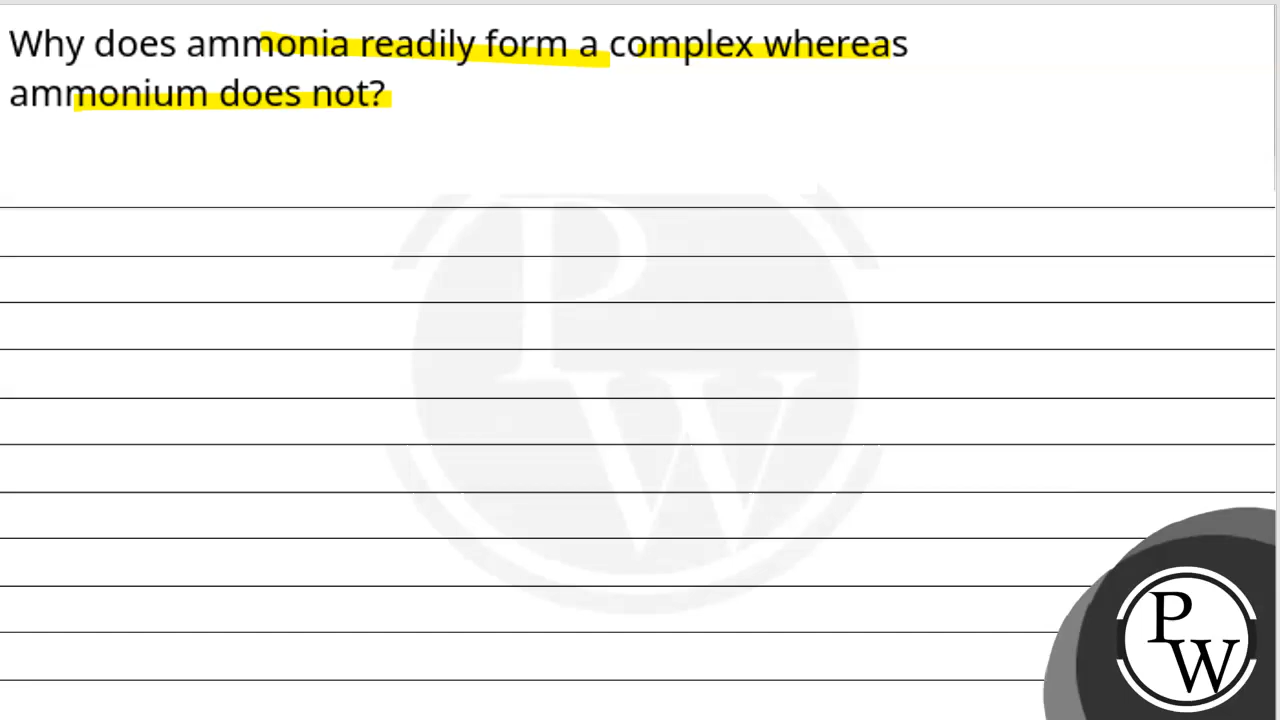 Why does ammonia readily form a complex whereas
ammonium does not?
P
W
P
W